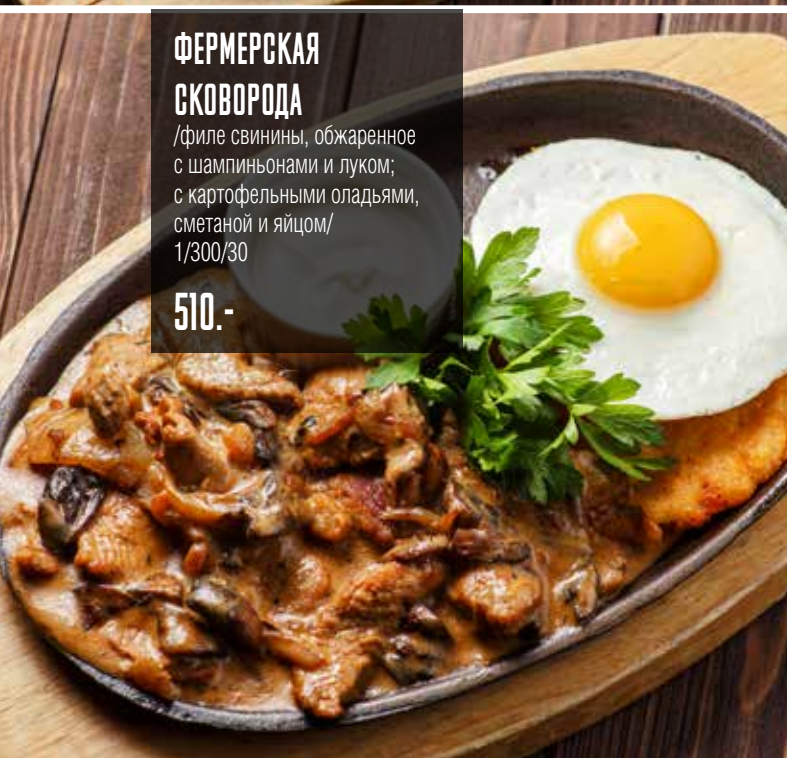 ФЕРМЕРСКАЯ
СКОВОРОДА
/филе свинины, обжаренное
с шампиньонами и луком;
с картофельными оладьями,
сметаной и яйцом/
1/300/30
510.-